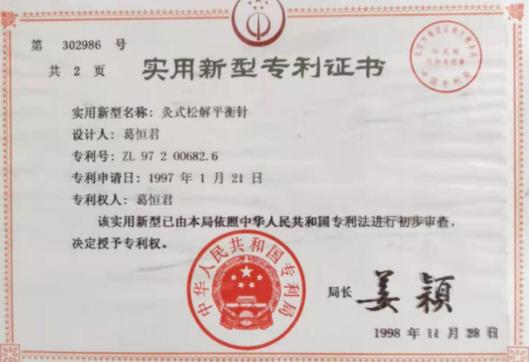 第 302986 号
共 2 页
实用新型专利证书
实用新型名称：灸式松解平衡针
设计人：葛恒君
专利号：ZL 97 2 00682.6
专利申请日：1997 年 1 月 21 日
专利权人：葛恒君
该实用新型已由本局依照中华人民共和国专利法进行初步审查，
决定授予专利权。
中华人民共和国专利局
局长 姜颖
1998 年 11 月 28 日